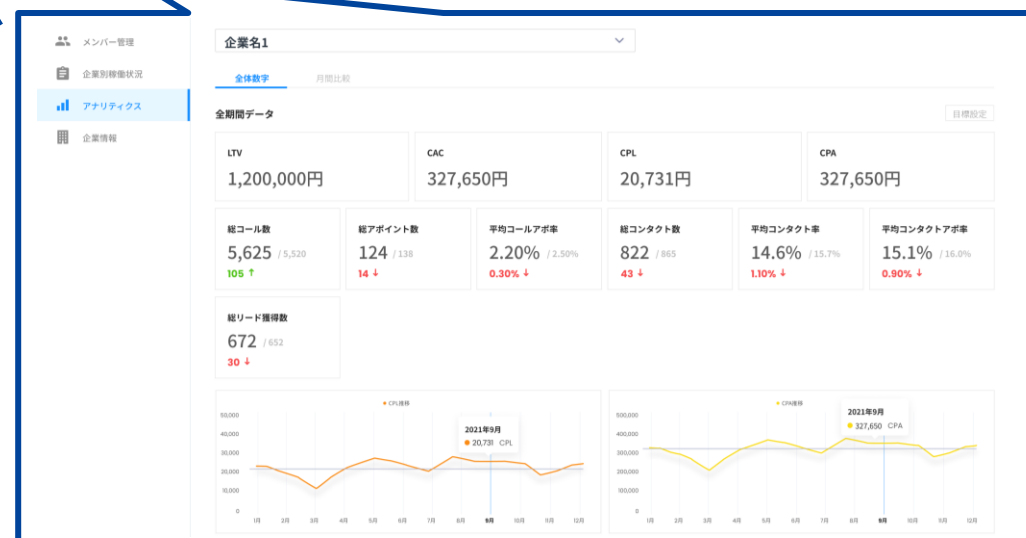 メンバー管理
企業別稼働状況
アナリティクス
企業情報
企業名1
全体数字 月間比較
全期間データ 目標設定
LTV CAC CPL CPA
1,200,000円 327,650円 20,731円 327,650円
総コール数 総アポイント数 平均コールアポ率 総コンタクト数 平均コンタクト率 平均コンタクトアポ率
5,625 / 5,520 124 / 138 2.20% / 2.50% 822 / 865 14.6% / 15.7% 15.1% / 16.0%
105 ↑ 14 ↓ 0.30% ↓ 43 ↓ 1.10% ↓ 0.90% ↓
総リード獲得数
672 / 652
30 ↓
CPL推移
50,000
40,000
30,000
20,000
10,000
0
2021年9月
20,731 CPL
1月 2月 3月 4月 5月 6月 7月 8月 9月 10月 11月 12月
CPA推移
500,000
400,000
300,000
200,000
100,000
0
2021年9月
327,650 CPA
1月 2月 3月 4月 5月 6月 7月 8月 9月 10月 11月 12月